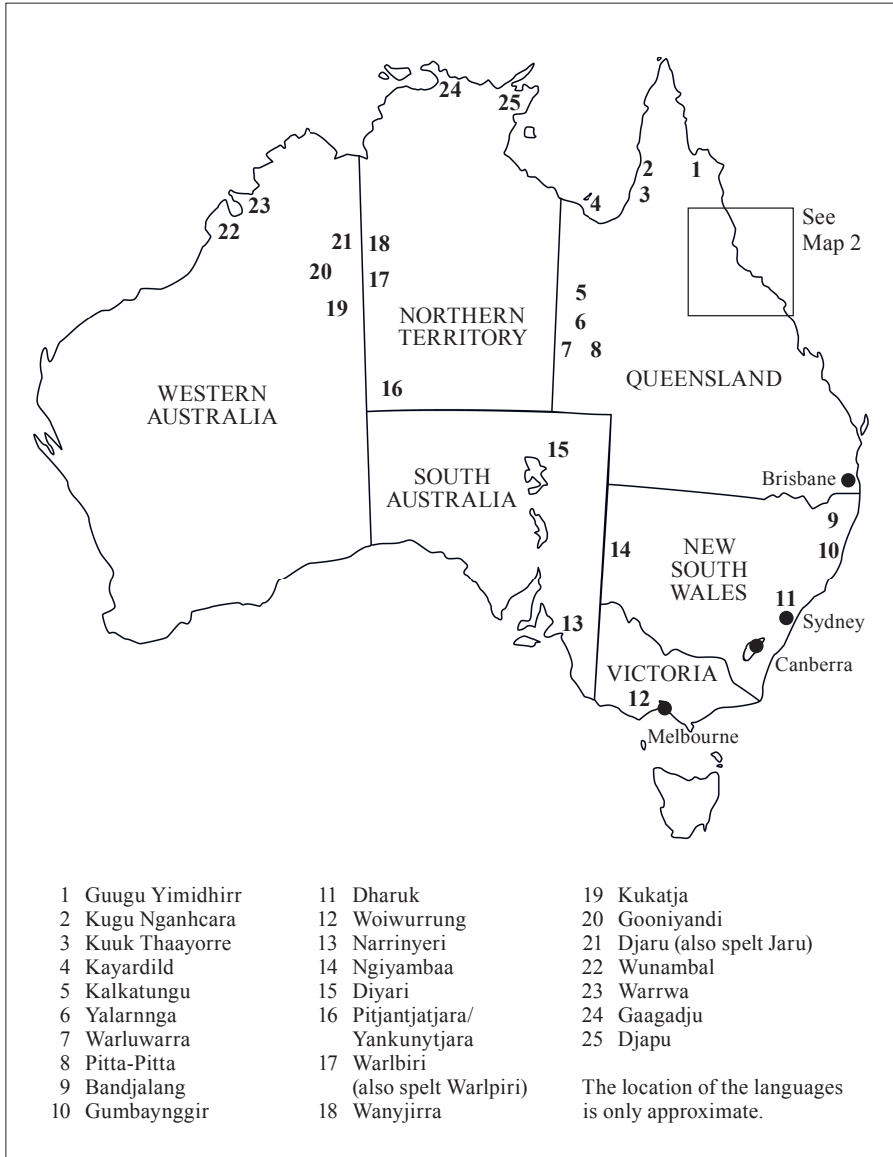 24
25
2
1
3
4
23
22
See
Map 2
21
18
20
17
5
19
NORTHERN
TERRITORY
6
7
8
16
WESTERN
AUSTRALIA
QUEENSLAND
15
SOUTH
AUSTRALIA
Brisbane
9
14
NEW
SOUTH
WALES
10
11
Sydney
13
Canberra
VICTORIA
12
Melbourne
1 Guugu Yimidhirr
2 Kugu Nganhcara
3 Kuuk Thaayorre
4 Kayardild
5 Kalkatungu
6 Yalarnnga
7 Warluwarra
8 Pitta-Pitta
9 Bandjalang
10 Gumbaynggir
11 Dharuk
12 Woiwurrung
13 Narrinyeri
14 Ngiyambaa
15 Diyari
16 Pitjantjatjara/
Yankunytjara
17 Warlbiri
(also spelt Warlpiri)
18 Wanyjirra
19 Kukatja
20 Gooniyandi
21 Djaru (also spelt Jaru)
22 Wunambal
23 Warrwa
24 Gaagadju
25 Djapu
The location of the languages
is only approximate.